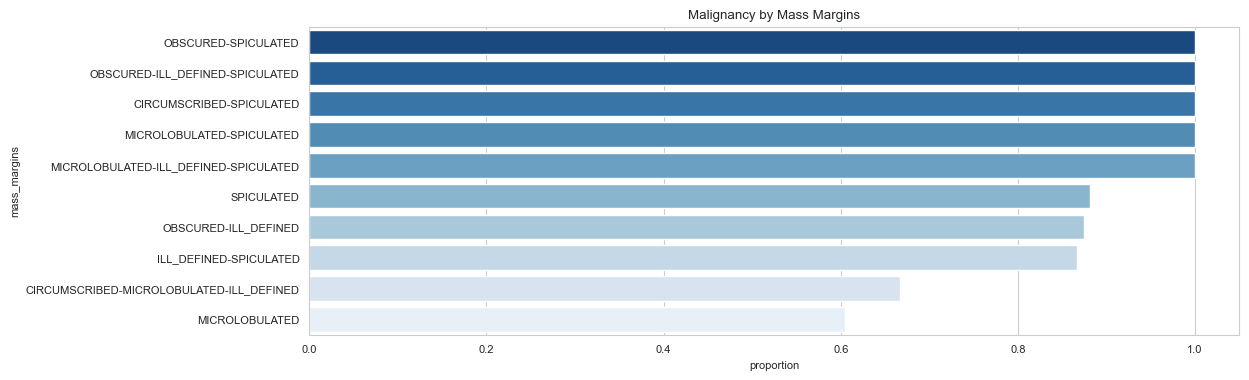 Malignancy by Mass Margins
mass_margins
OBSCURED-SPICULATED
OBSCURED-ILL_DEFINED-SPICULATED
CIRCUMSCRIBED-SPICULATED
MICROLOBULATED-SPICULATED
MICROLOBULATED-ILL_DEFINED-SPICULATED
SPICULATED
OBSCURED-ILL_DEFINED
ILL_DEFINED-SPICULATED
CIRCUMSCRIBED-MICROLOBULATED-ILL_DEFINED
MICROLOBULATED
0.0 0.2 0.4 0.6 0.8 1.0
proportion